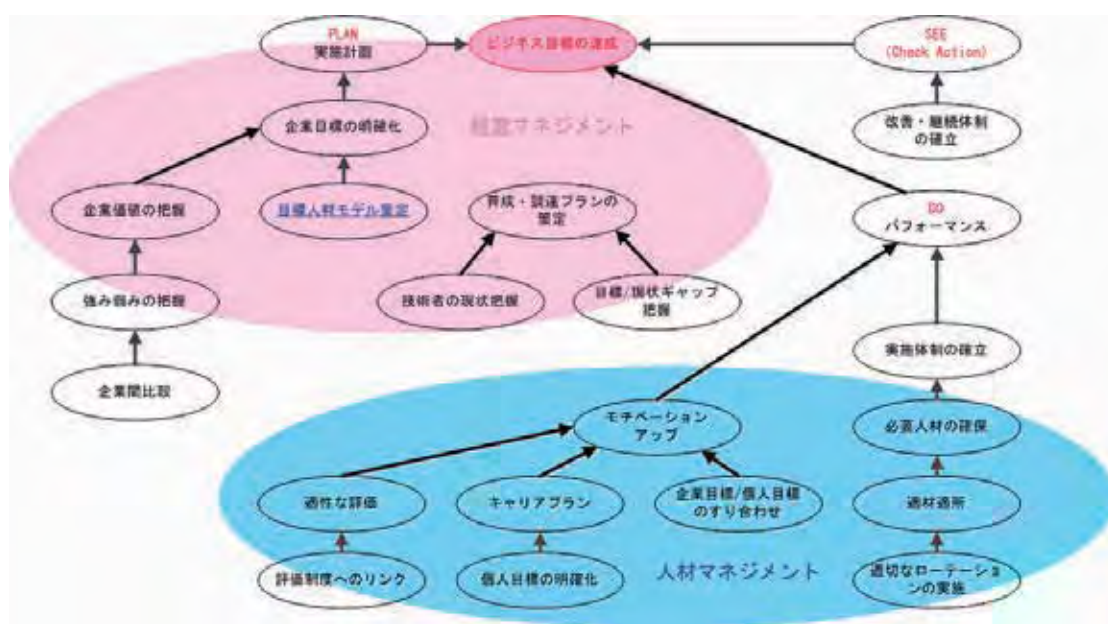 PLAN
実施計画
ビジネス目標の達成
SEE
(Check Action)
企業目標の明確化
経営マネジメント
改善・継続体制
の確立
企業価値の把握
目標人材モデル策定
育成・調達プランの
策定
DO
パフォーマンス
強み弱みの把握
技術者の現状把握
目標/現状ギャップ
把握
実施体制の確立
企業間比較
モチベーション
アップ
必要人材の確保
適性な評価
キャリアプラン
企業目標/個人目標
のすり合わせ
適材適所
評価制度へのリンク
個人目標の明確化
人材マネジメント
適切なローテーショ
ンの実施